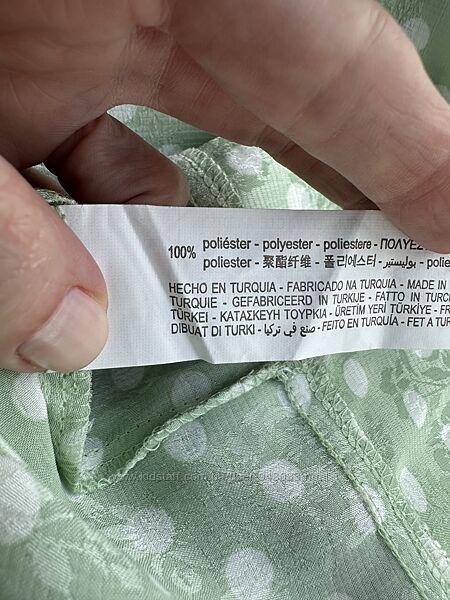 100% poliéster - polyester - poliestere - ΠΟΛΥΕΣ
poliester - 聚酯纤维 - 폴리에스터 - بوليستير - polie
HECHO EN TURQUIA - FABRICADO NA TURQUIA - MADE IN
TURQUIE - GEFABRICEERD IN TURKIJE - FATTO IN TURC
TÜRKEI - ΚΑΤΑΣΚΕΥΗ ΤΟΥΡΚΙΑ - ÜRETİM YERİ TÜRKİYE - FR
DIBUAT DI TURKI - صنع في تركيا - FEITO EN TURQUÍA - FET A TUR